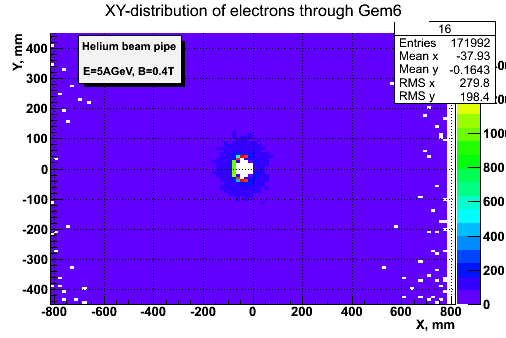 XY-distribution of electrons through Gem6
16
Entries 171992
Mean x -37.93
Mean y -0.1643
RMS x 279.8
RMS y 198.4
Helium beam pipe
E=5AGeV, B=0.4T
Y, mm
400
300
200
100
0
-100
-200
-300
-400
-800 -600 -400 -200 0 200 400 600 800
X, mm
1000
800
600
400
200
0